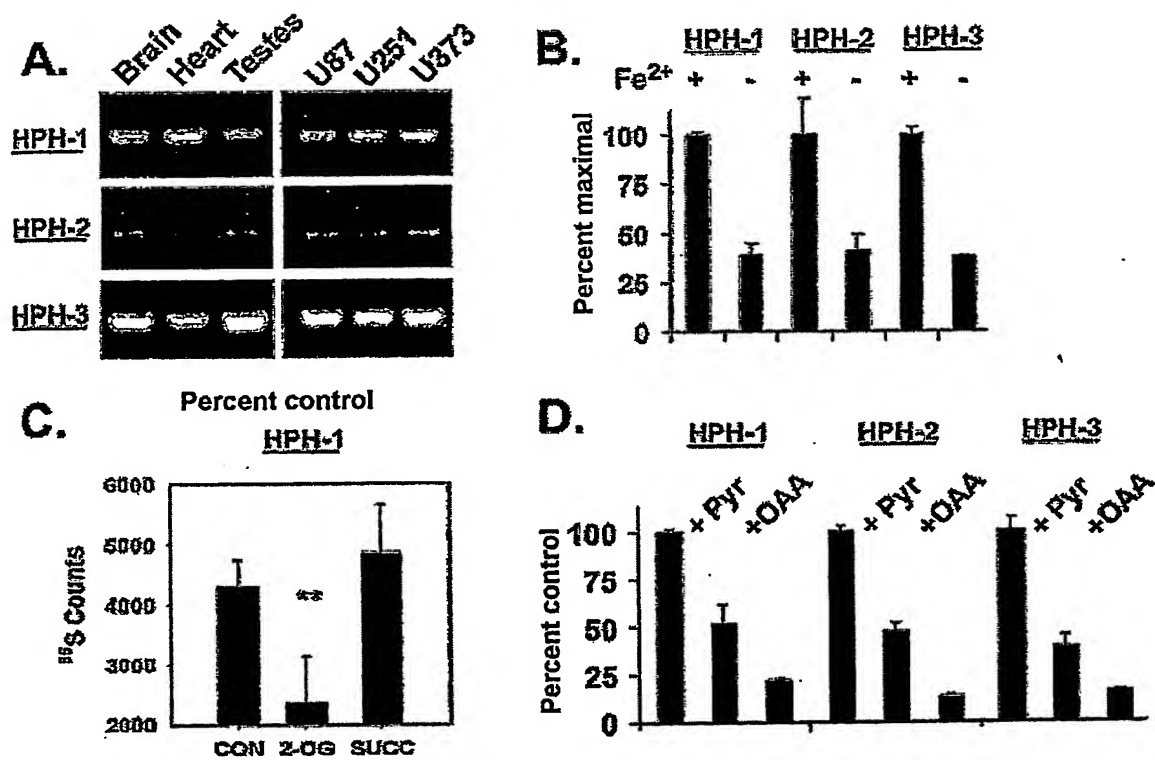 A.
Brain Heart Testes U87 U251 U373
HPH-1
HPH-2
HPH-3
B.
HPH-1 HPH-2 HPH-3
Fe2+ + - + - + -
Percent maximal
100
75
50
25
0
C.
Percent control
HPH-1
6000
5000
4000
3000
2000
S Counts
**
CON 2-OG SUCC
D.
HPH-1 HPH-2 HPH-3
+ Pyr +OAA + Pyr +OAA + Pyr +OAA
Percent control
100
75
50
25
0